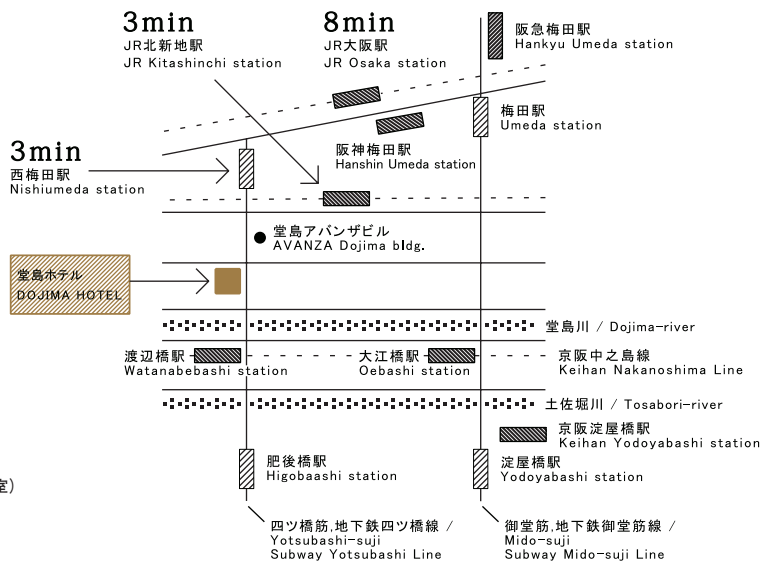 3min
JR北新地駅
JR Kitashinchi station
8min
JR大阪駅
JR Osaka station
阪急梅田駅
Hankyu Umeda station
梅田駅
Umeda station
阪神梅田駅
Hanshin Umeda station
3min
西梅田駅
Nishiumeda station
堂島アバンザビル
AVANZA Dojima bldg.
堂島ホテル
DOJIMA HOTEL
堂島川 / Dojima-river
渡辺橋駅
Watanabebashi station
大江橋駅
Oebashi station
京阪中之島線
Keihan Nakanoshima Line
土佐堀川 / Tosabori-river
京阪淀屋橋駅
Keihan Yodoyabashi station
肥後橋駅
Higobaashi station
淀屋橋駅
Yodoyabashi station
室)
四ツ橋筋,地下鉄四ツ橋線 /
Yotsubashi-suji
Subway Yotsubashi Line
御堂筋,地下鉄御堂筋線 /
Mido-suji
Subway Mido-suji Line